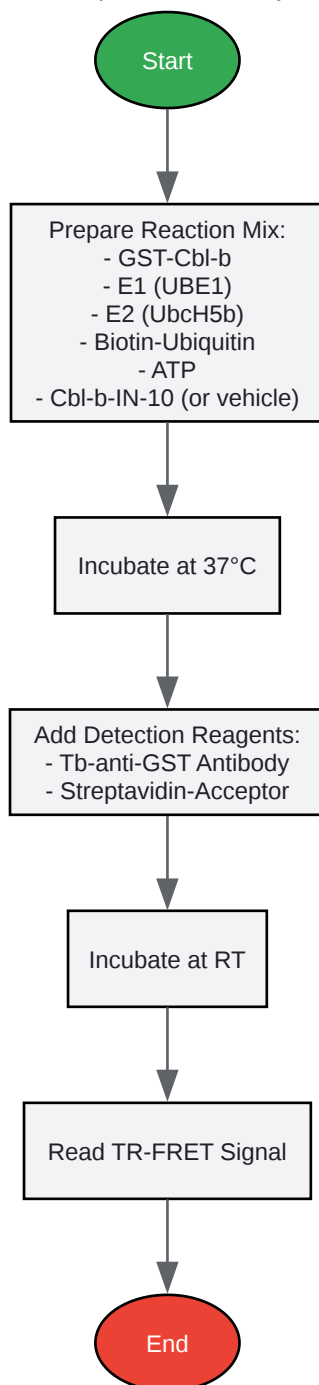 Start
Prepare Reaction Mix:
- GST-Cbl-b
- E1 (UBE1)
- E2 (UbcH5b)
- Biotin-Ubiquitin
- ATP
- Cbl-b-IN-10 (or vehicle)
Incubate at 37°C
Add Detection Reagents:
- Tb-anti-GST Antibody
- Streptavidin-Acceptor
Incubate at RT
Read TR-FRET Signal
End